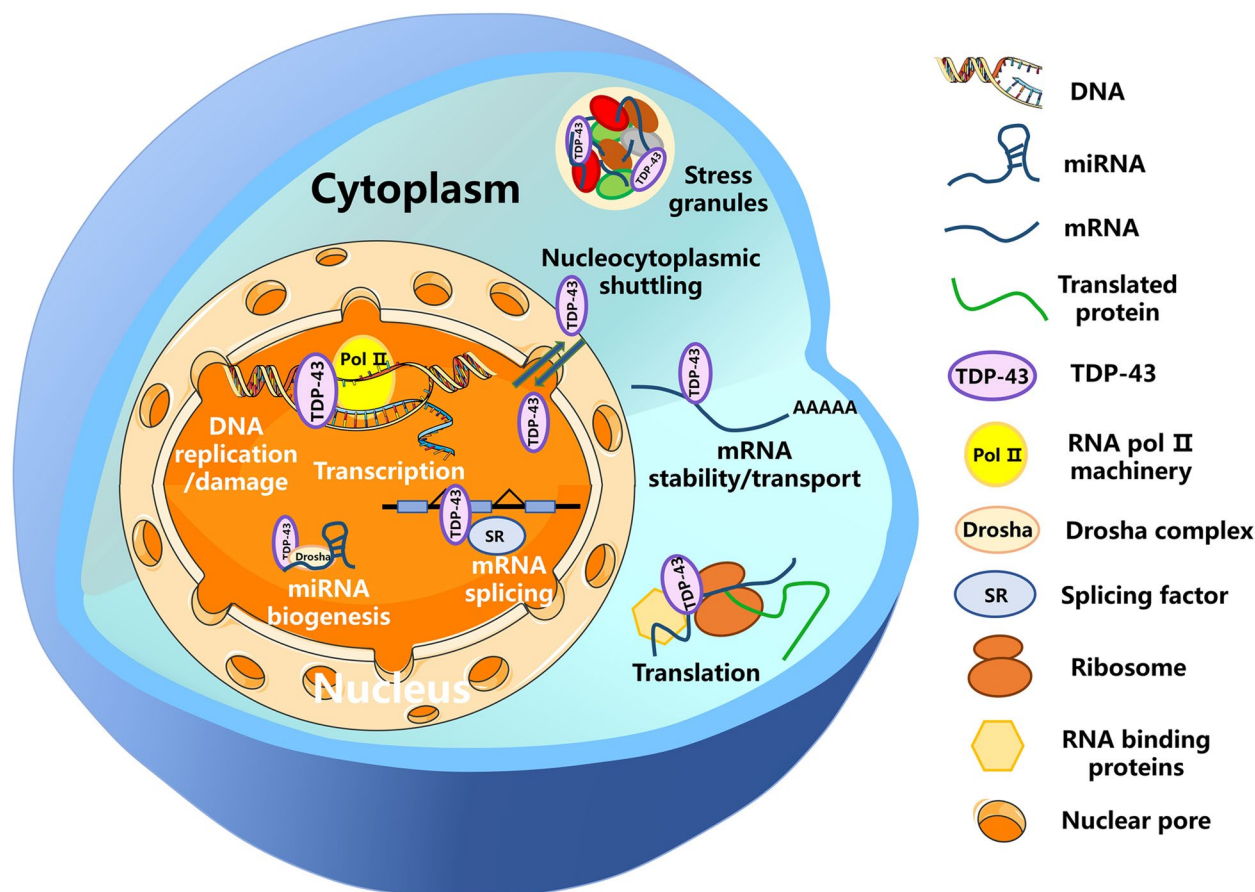 Cytoplasm
TDP-43
TDP-43
Stress
granules
Nucleocytoplasmic
shuttling
TDP-43
TDP-43
Pol II
TDP-43
DNA
replication
/damage
Transcription
TDP-43
AAAAA
mRNA
stability/transport
TDP-43
SR
mRNA
splicing
TDP-43
Drosha
miRNA
biogenesis
Nucleus
TDP-43
Translation
DNA
miRNA
mRNA
Translated
protein
TDP-43
TDP-43
Pol II
RNA pol II
machinery
Drosha
Drosha complex
SR
Splicing factor
Ribosome
RNA binding
proteins
Nuclear pore